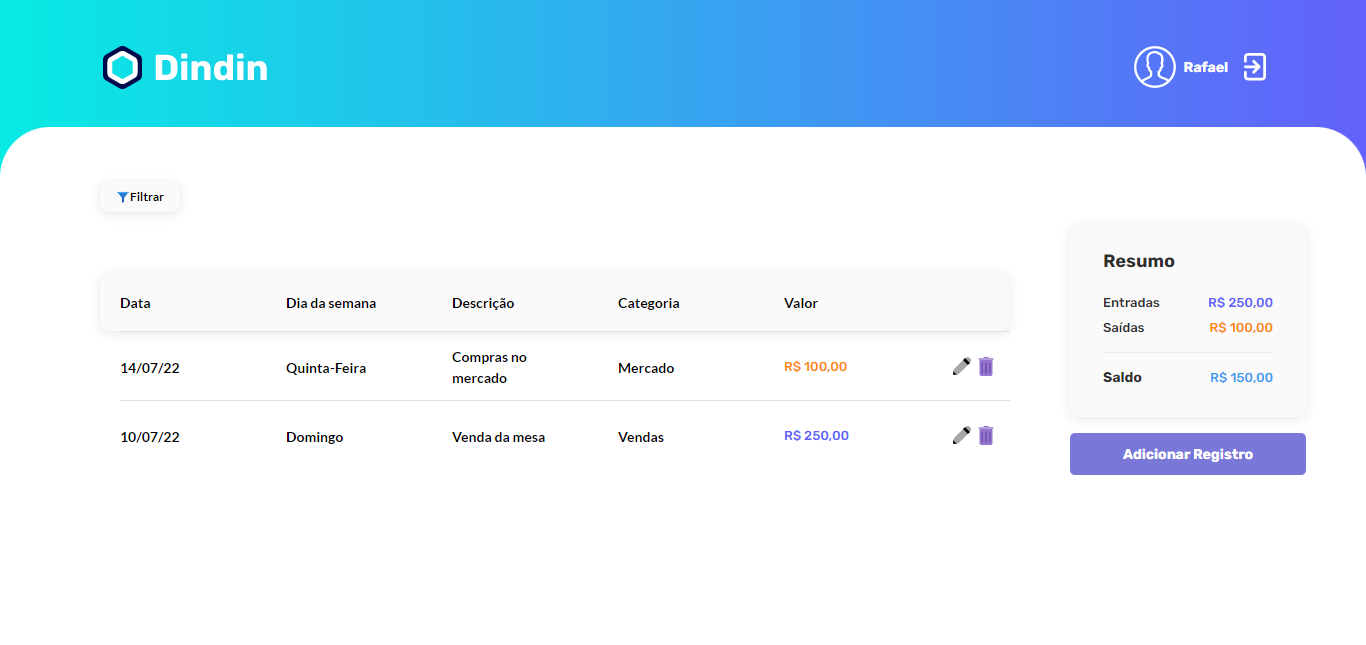 Dindin
Rafael
Filtrar
Data Dia da semana Descrição Categoria Valor
14/07/22 Quinta-Feira Compras no mercado Mercado R$ 100,00
10/07/22 Domingo Venda da mesa Vendas R$ 250,00
Resumo
Entradas R$ 250,00
Saídas R$ 100,00
Saldo R$ 150,00
Adicionar Registro